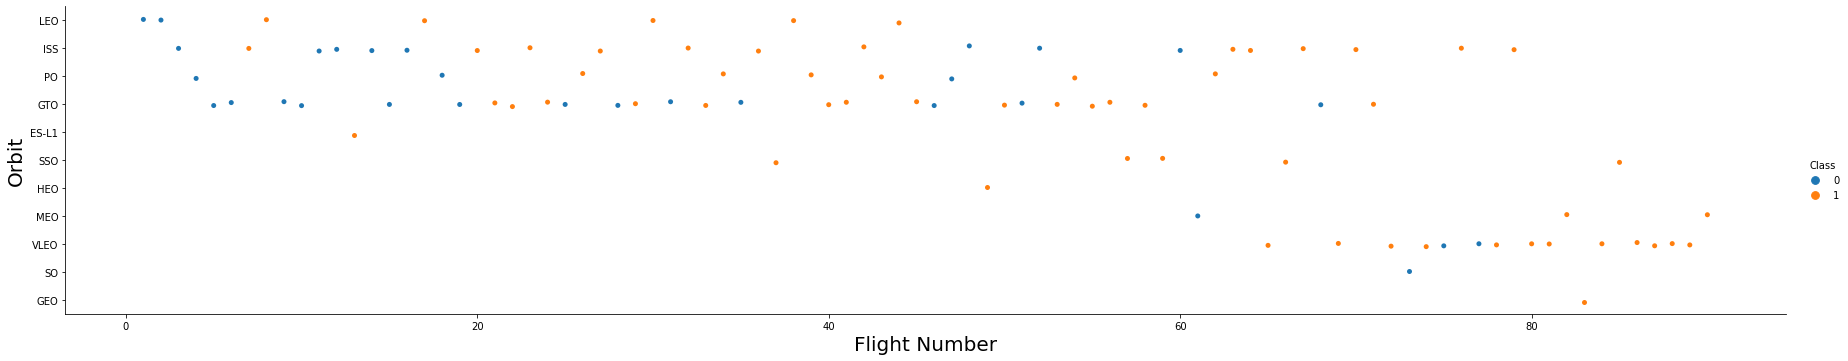 LEO
ISS
PO
GTO
ES-L1
SSO
HEO
MEO
VLEO
SO
GEO
Orbit
0
20
40
60
80
Flight Number
Class
0
1